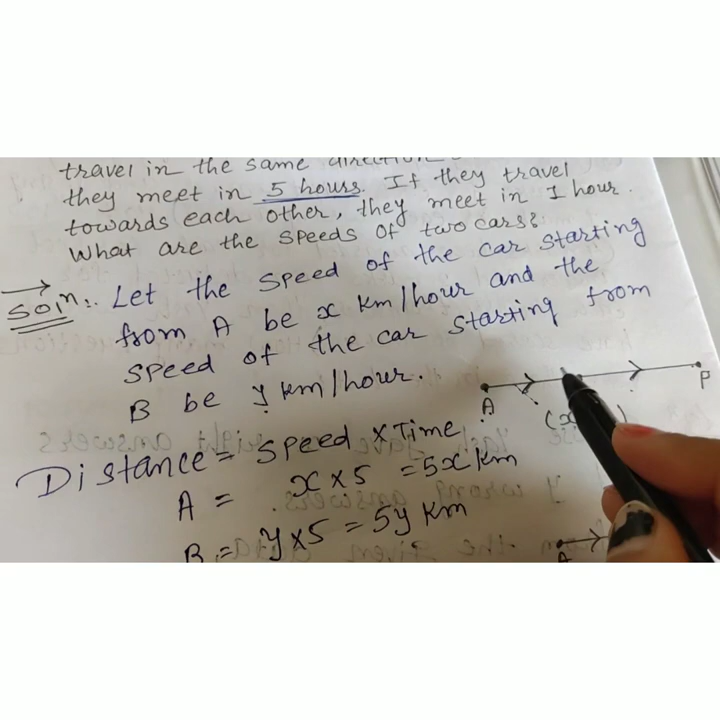 travel in the same direction
they meet in 5 hours. If they travel
towards each other, they meet in 1 hour.
What are the speeds of two cars?
Soln:. Let the speed of the car starting
from A be x km/hour and the
speed of the car starting from
B be y km/hour.
A P
(x )
Distance = Speed × Time
A = x × 5 = 5x km
B = y × 5 = 5y km
A